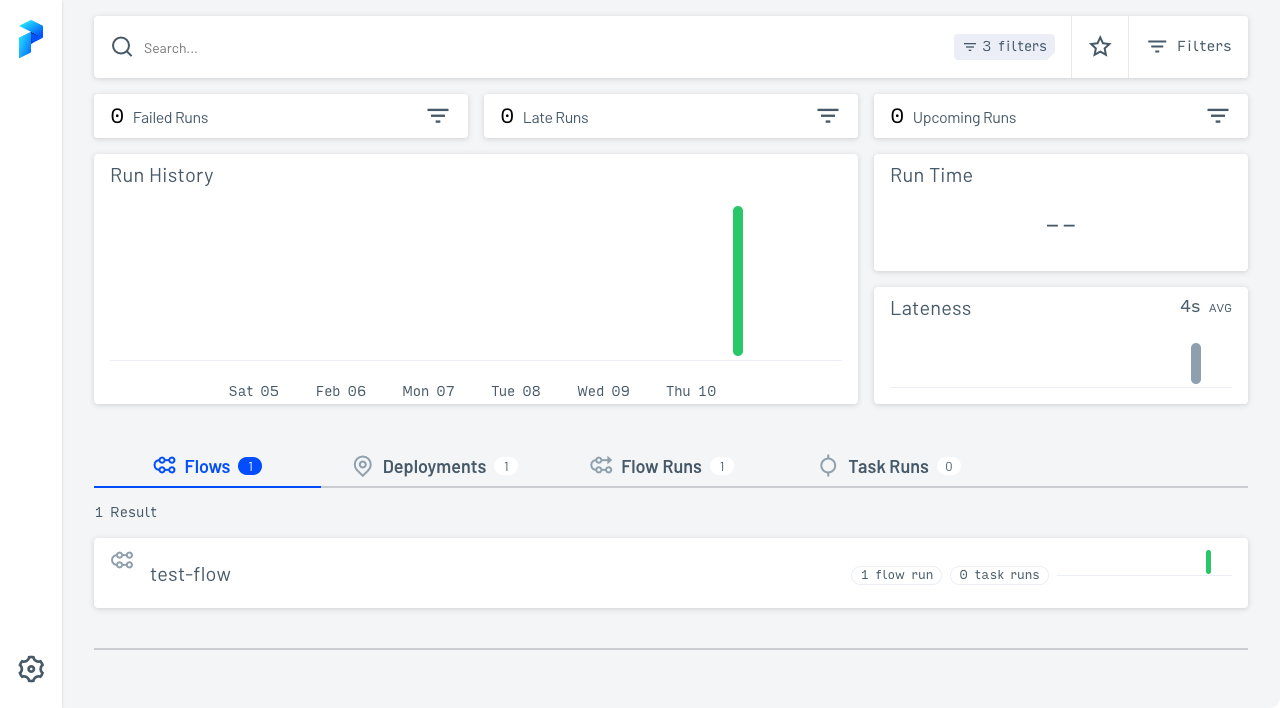 Search...
3 filters
Filters
0 Failed Runs
0 Late Runs
0 Upcoming Runs
Run History
Sat 05
Feb 06
Mon 07
Tue 08
Wed 09
Thu 10
Run Time
--
Lateness
4s AVG
Flows 1
Deployments 1
Flow Runs 1
Task Runs 0
1 Result
test-flow
1 flow run
0 task runs